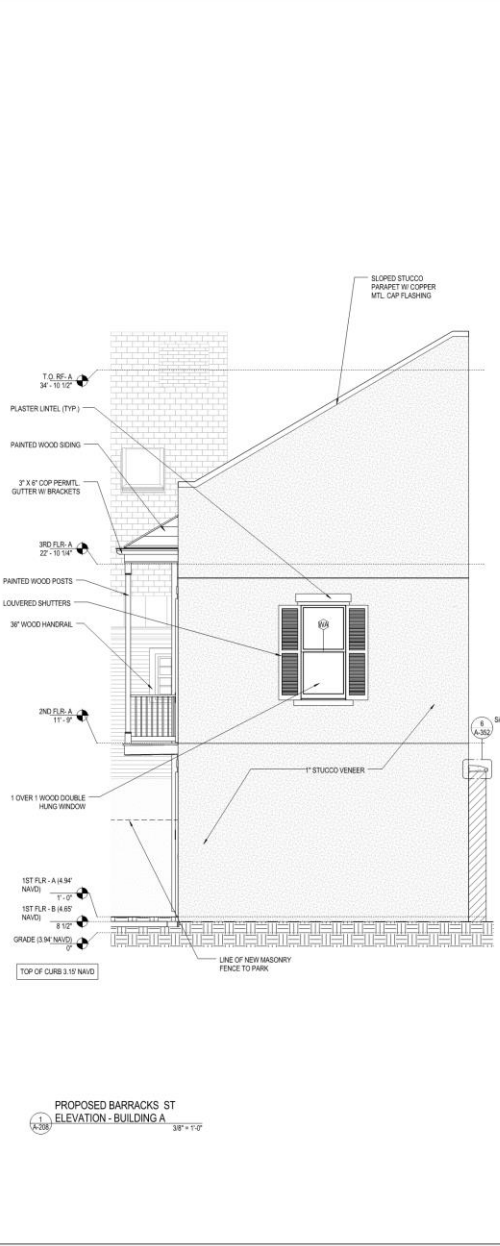 SLOPED STUCCO
PARAPET W/ COPPER
MTL. CAP FLASHING
T.O. RF- A
34' - 10 1/2"
PLASTER LINTEL (TYP.)
PAINTED WOOD SIDING
3" X 6" COP PERMTL.
GUTTER W/ BRACKETS
3RD FLR- A
22' - 10 1/4"
PAINTED WOOD POSTS
LOUVERED SHUTTERS
36" WOOD HANDRAIL
WA
2ND FLR- A
11' - 9"
6
A-352
1" STUCCO VENEER
1 OVER 1 WOOD DOUBLE
HUNG WINDOW
1ST FLR - A (4.94'
NAVD)
1' - 0"
1ST FLR - B (4.65'
NAVD)
8 1/2"
GRADE (3.94' NAVD)
0"
LINE OF NEW MASONRY
FENCE TO PARK
TOP OF CURB 3.15' NAVD
PROPOSED BARRACKS ST
ELEVATION - BUILDING A
1
A-208
3/8" = 1'-0"